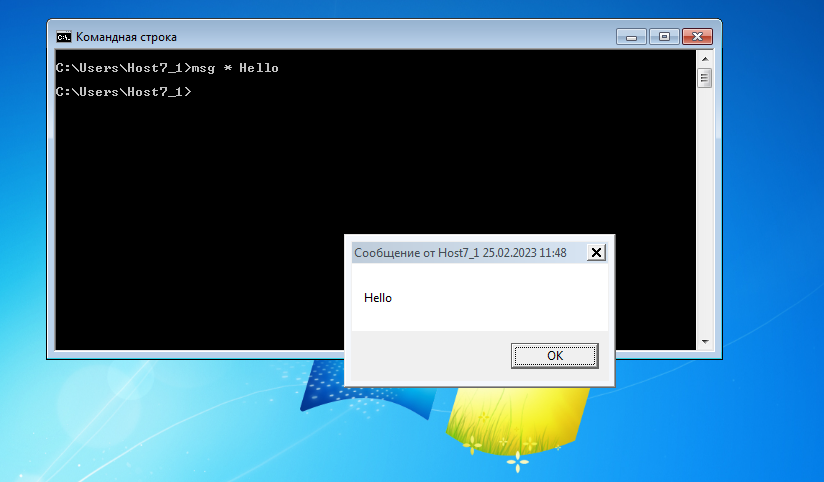 Командная строка
C:\Users\Host7_1>msg * Hello
C:\Users\Host7_1>
Сообщение от Host7_1 25.02.2023 11:48
Hello
OK